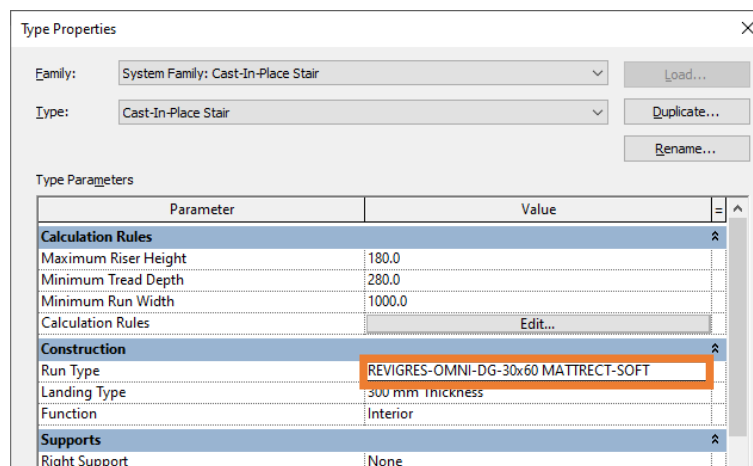 Type Properties
Family: System Family: Cast-In-Place Stair Load...
Type: Cast-In-Place Stair Duplicate...
Rename...
Type Parameters
Parameter Value =
Calculation Rules
Maximum Riser Height 180.0
Minimum Tread Depth 280.0
Minimum Run Width 1000.0
Calculation Rules Edit...
Construction
Run Type REVIGRES-OMNI-DG-30x60 MATTRECT-SOFT
Landing Type 300 mm Thickness
Function Interior
Supports
Right Support None